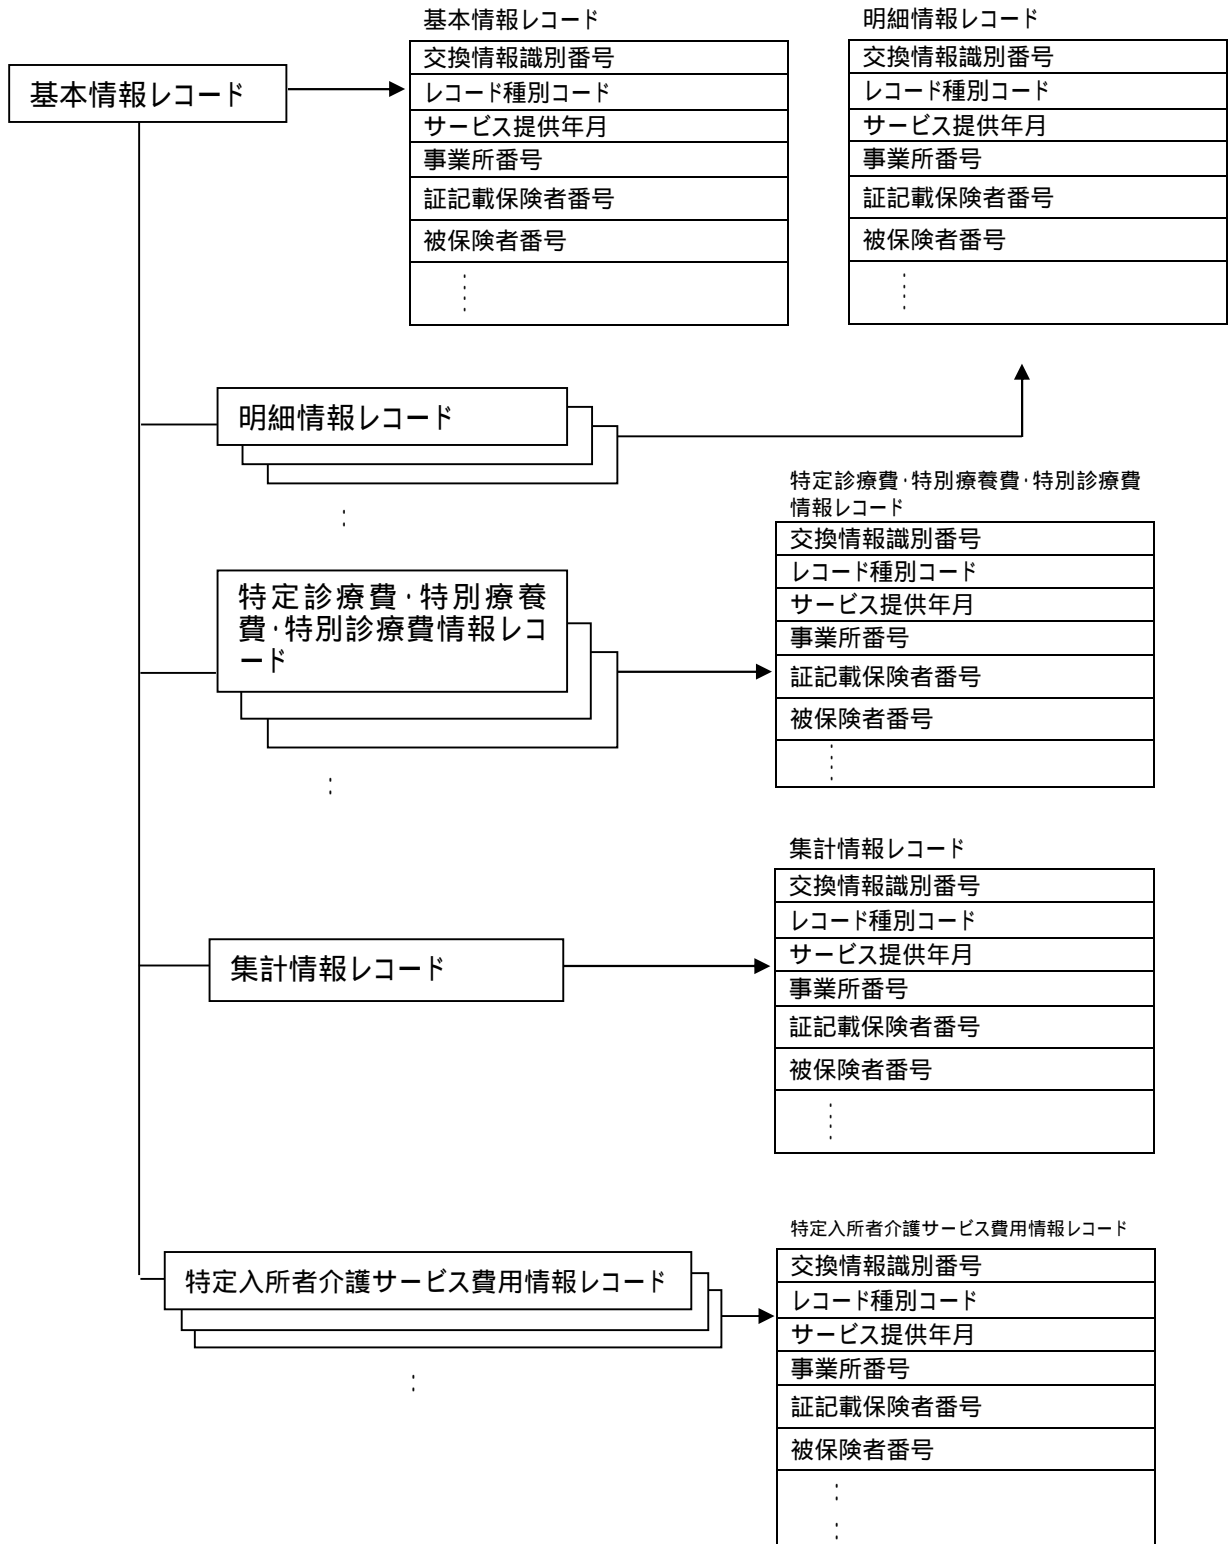 基本情報レコード
明細情報レコード
基本情報レコード
交換情報識別番号
レコード種別コード
サービス提供年月
事業所番号
証記載保険者番号
被保険者番号
交換情報識別番号
レコード種別コード
サービス提供年月
事業所番号
証記載保険者番号
被保険者番号
明細情報レコード
特定診療費・特別療養費・特別診療費
情報レコード
特定診療費・特別療養
費・特別診療費情報レコ
ード
交換情報識別番号
レコード種別コード
サービス提供年月
事業所番号
証記載保険者番号
被保険者番号
集計情報レコード
集計情報レコード
交換情報識別番号
レコード種別コード
サービス提供年月
事業所番号
証記載保険者番号
被保険者番号
特定入所者介護サービス費用情報レコード
特定入所者介護サービス費用情報レコード
交換情報識別番号
レコード種別コード
サービス提供年月
事業所番号
証記載保険者番号
被保険者番号